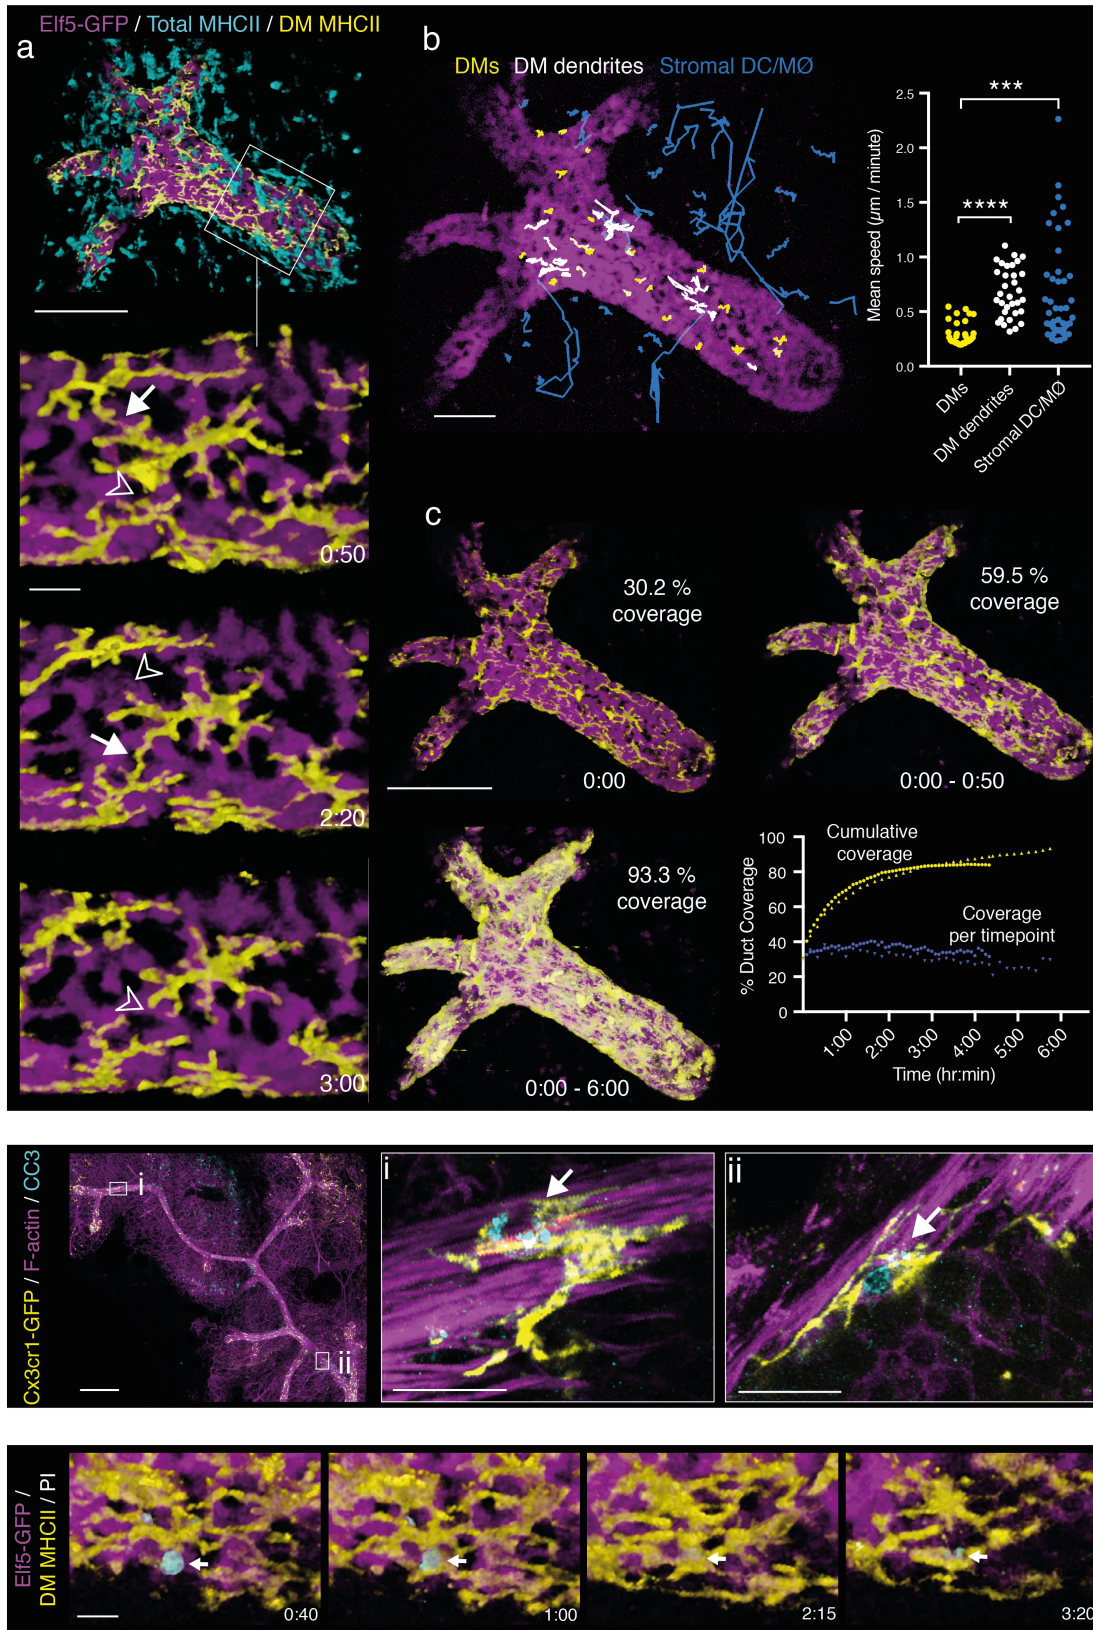 Elf5-GFP / Total MHCII / DM MHCII
a
0:50
2:20
3:00
b
DMs DM dendrites Stromal DC/MØ
***
****
Mean speed (µm / minute)
2.5
2.0
1.5
1.0
0.5
0.0
DMs
DM dendrites
Stromal DC/MØ
c
30.2 %
coverage
0:00
59.5 %
coverage
0:00 - 0:50
93.3 %
coverage
0:00 - 6:00
% Duct Coverage
100
80
60
40
20
0
Cumulative
coverage
Coverage
per timepoint
1:00
2:00
3:00
4:00
5:00
6:00
Time (hr:min)
Cx3cr1-GFP / F-actin / CC3
i
ii
i
ii
Elf5-GFP /
DM MHCII / PI
0:40
1:00
2:15
3:20